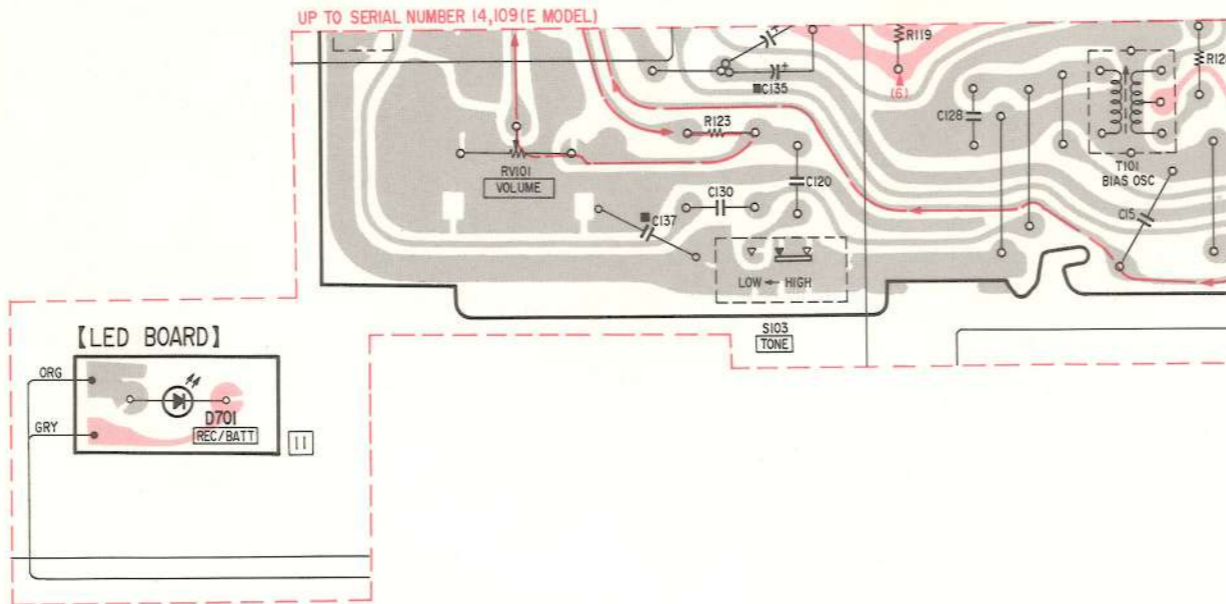 UP TO SERIAL NUMBER 14,109(E MODEL)
R119
■C135
(6)
R123
C128
T101
BIAS OSC
RV101
VOLUME
C120
C130
■C137
C15
LOW ← HIGH
S103
TONE
【LED BOARD】
ORG
GRY
D701
REC/BATT
11